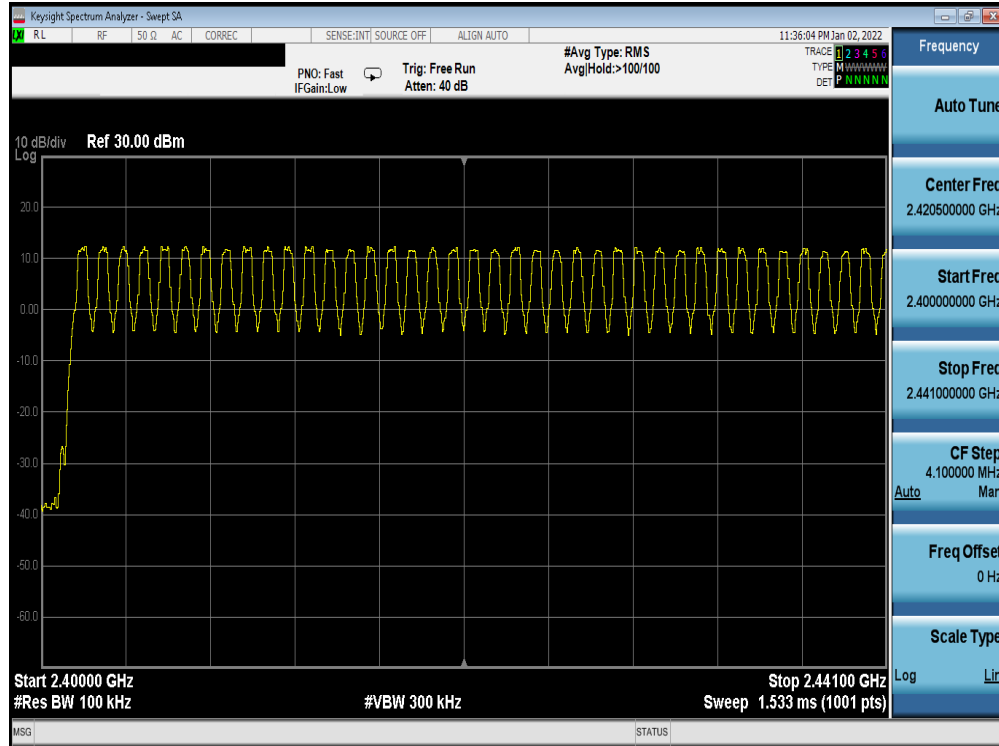 Keysight Spectrum Analyzer - Swept SA
LXI RL RF 50 Ω AC CORREC SENSE:INT SOURCE OFF ALIGN AUTO 11:36:04 PM Jan 02, 2022
PNO: Fast
IFGain:Low
Trig: Free Run
Atten: 40 dB
#Avg Type: RMS
Avg|Hold:>100/100
TRACE 1 2 3 4 5 6
TYPE M WWWWW
DET P N N N N N
10 dB/div Ref 30.00 dBm
Log
20.0
10.0
0.00
-10.0
-20.0
-30.0
-40.0
-50.0
-60.0
Start 2.40000 GHz Stop 2.44100 GHz
#Res BW 100 kHz #VBW 300 kHz Sweep 1.533 ms (1001 pts)
MSG STATUS
Frequency
Auto Tune
Center Freq
2.420500000 GHz
Start Freq
2.400000000 GHz
Stop Freq
2.441000000 GHz
CF Step
4.100000 MHz
Auto Man
Freq Offset
0 Hz
Scale Type
Log Lin